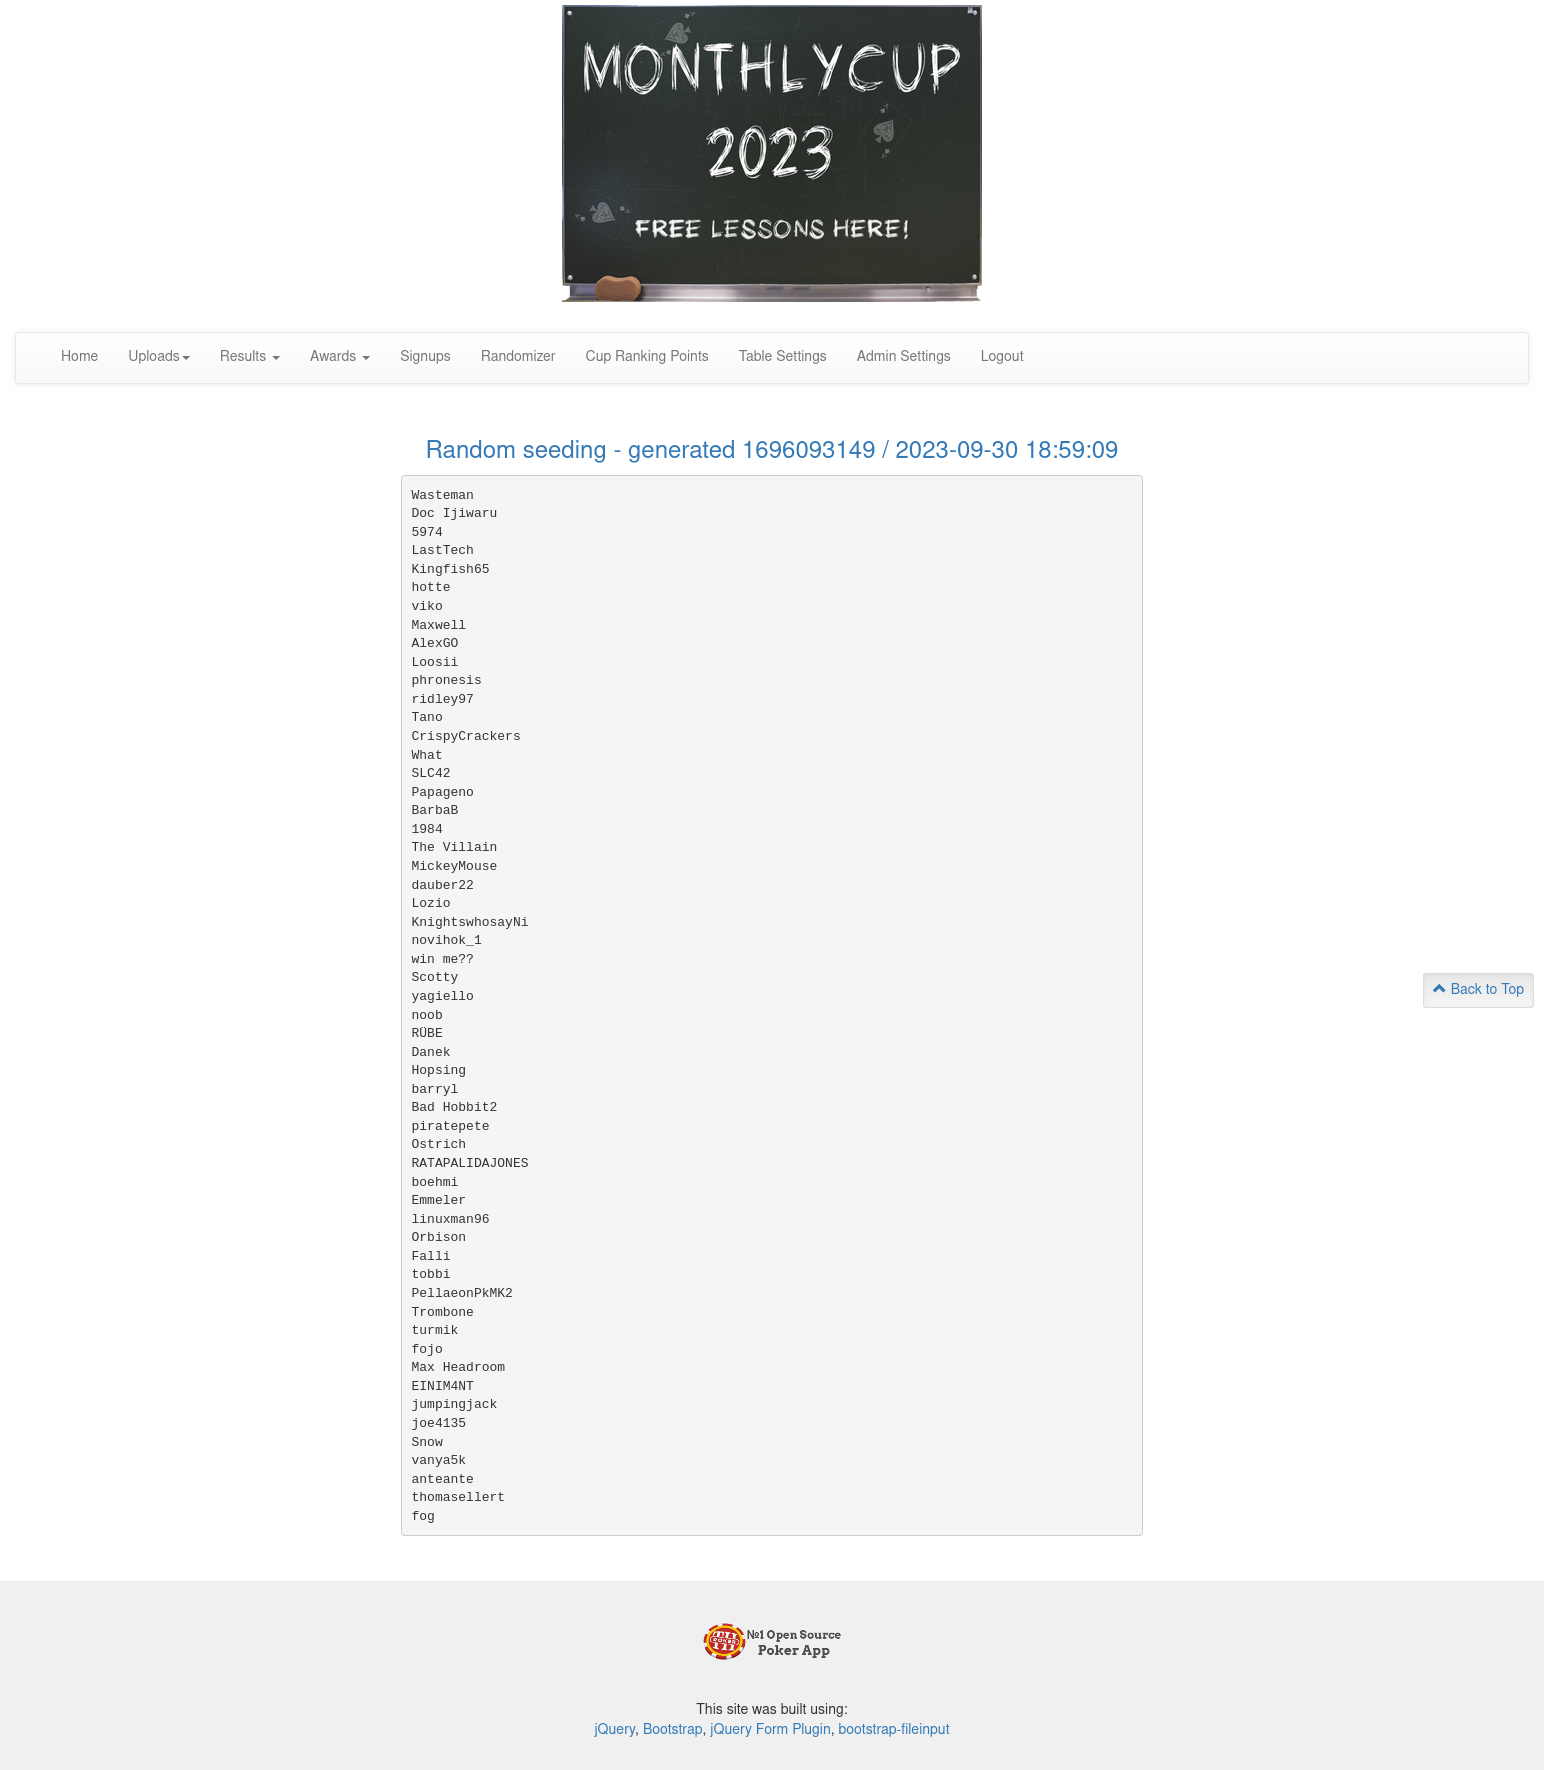 MONTHLYCUP
2023
FREE LESSONS HERE!
Home Uploads Results Awards Signups Randomizer Cup Ranking Points Table Settings Admin Settings Logout
Random seeding - generated 1696093149 / 2023-09-30 18:59:09
Wasteman
Doc Ijiwaru
5974
LastTech
Kingfish65
hotte
viko
Maxwell
AlexGO
Loosii
phronesis
ridley97
Tano
CrispyCrackers
What
SLC42
Papageno
BarbaB
1984
The Villain
MickeyMouse
dauber22
Lozio
KnightswhosayNi
novihok_1
win me??
Scotty
yagiello
noob
RÜBE
Danek
Hopsing
barryl
Bad Hobbit2
piratepete
Ostrich
RATAPALIDAJONES
boehmi
Emmeler
linuxman96
Orbison
Falli
tobbi
PellaeonPkMK2
Trombone
turmik
fojo
Max Headroom
EINIM4NT
jumpingjack
joe4135
Snow
vanya5k
anteante
thomasellert
fog
Back to Top
POKER
№1 Open Source
Poker App
This site was built using:
jQuery, Bootstrap, jQuery Form Plugin, bootstrap-fileinput